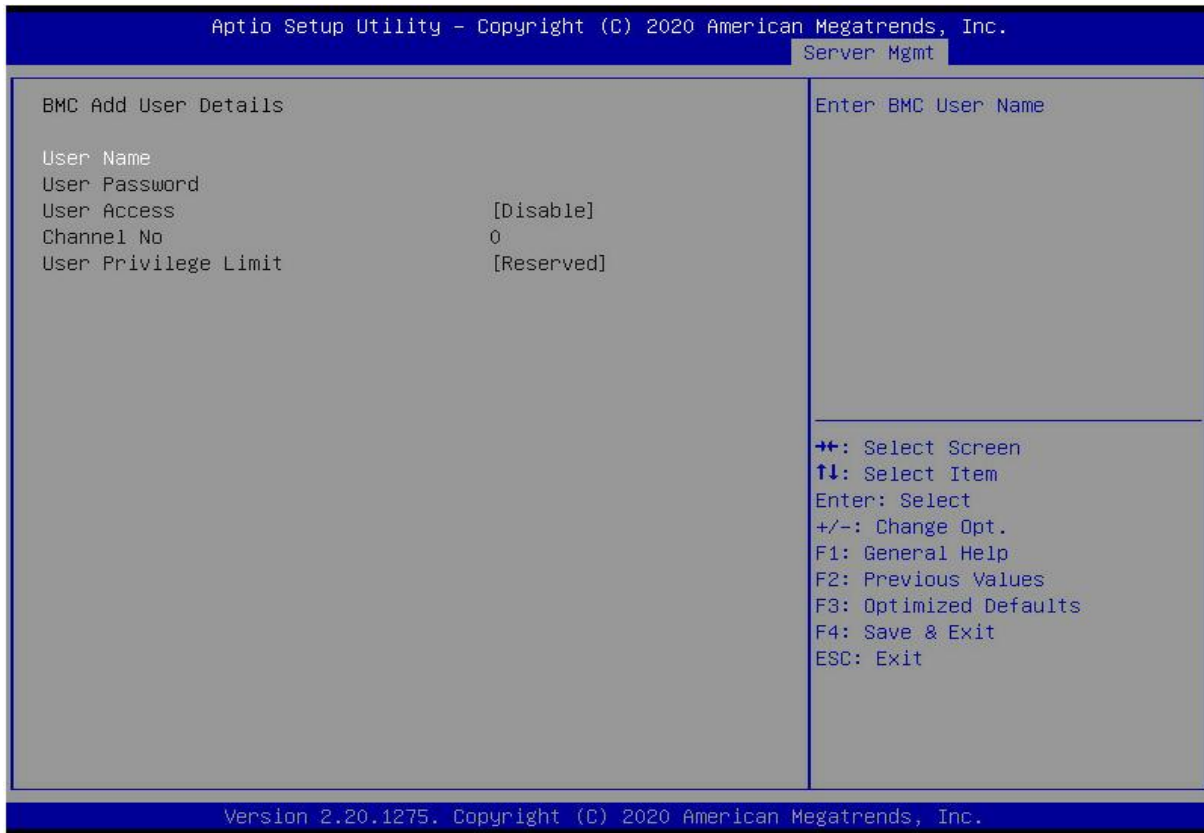 Aptio Setup Utility – Copyright (C) 2020 American Megatrends, Inc.
Server Mgmt
BMC Add User Details
User Name
User Password
User Access [Disable]
Channel No 0
User Privilege Limit [Reserved]
Enter BMC User Name
→←: Select Screen
↑↓: Select Item
Enter: Select
+/-: Change Opt.
F1: General Help
F2: Previous Values
F3: Optimized Defaults
F4: Save & Exit
ESC: Exit
Version 2.20.1275. Copyright (C) 2020 American Megatrends, Inc.